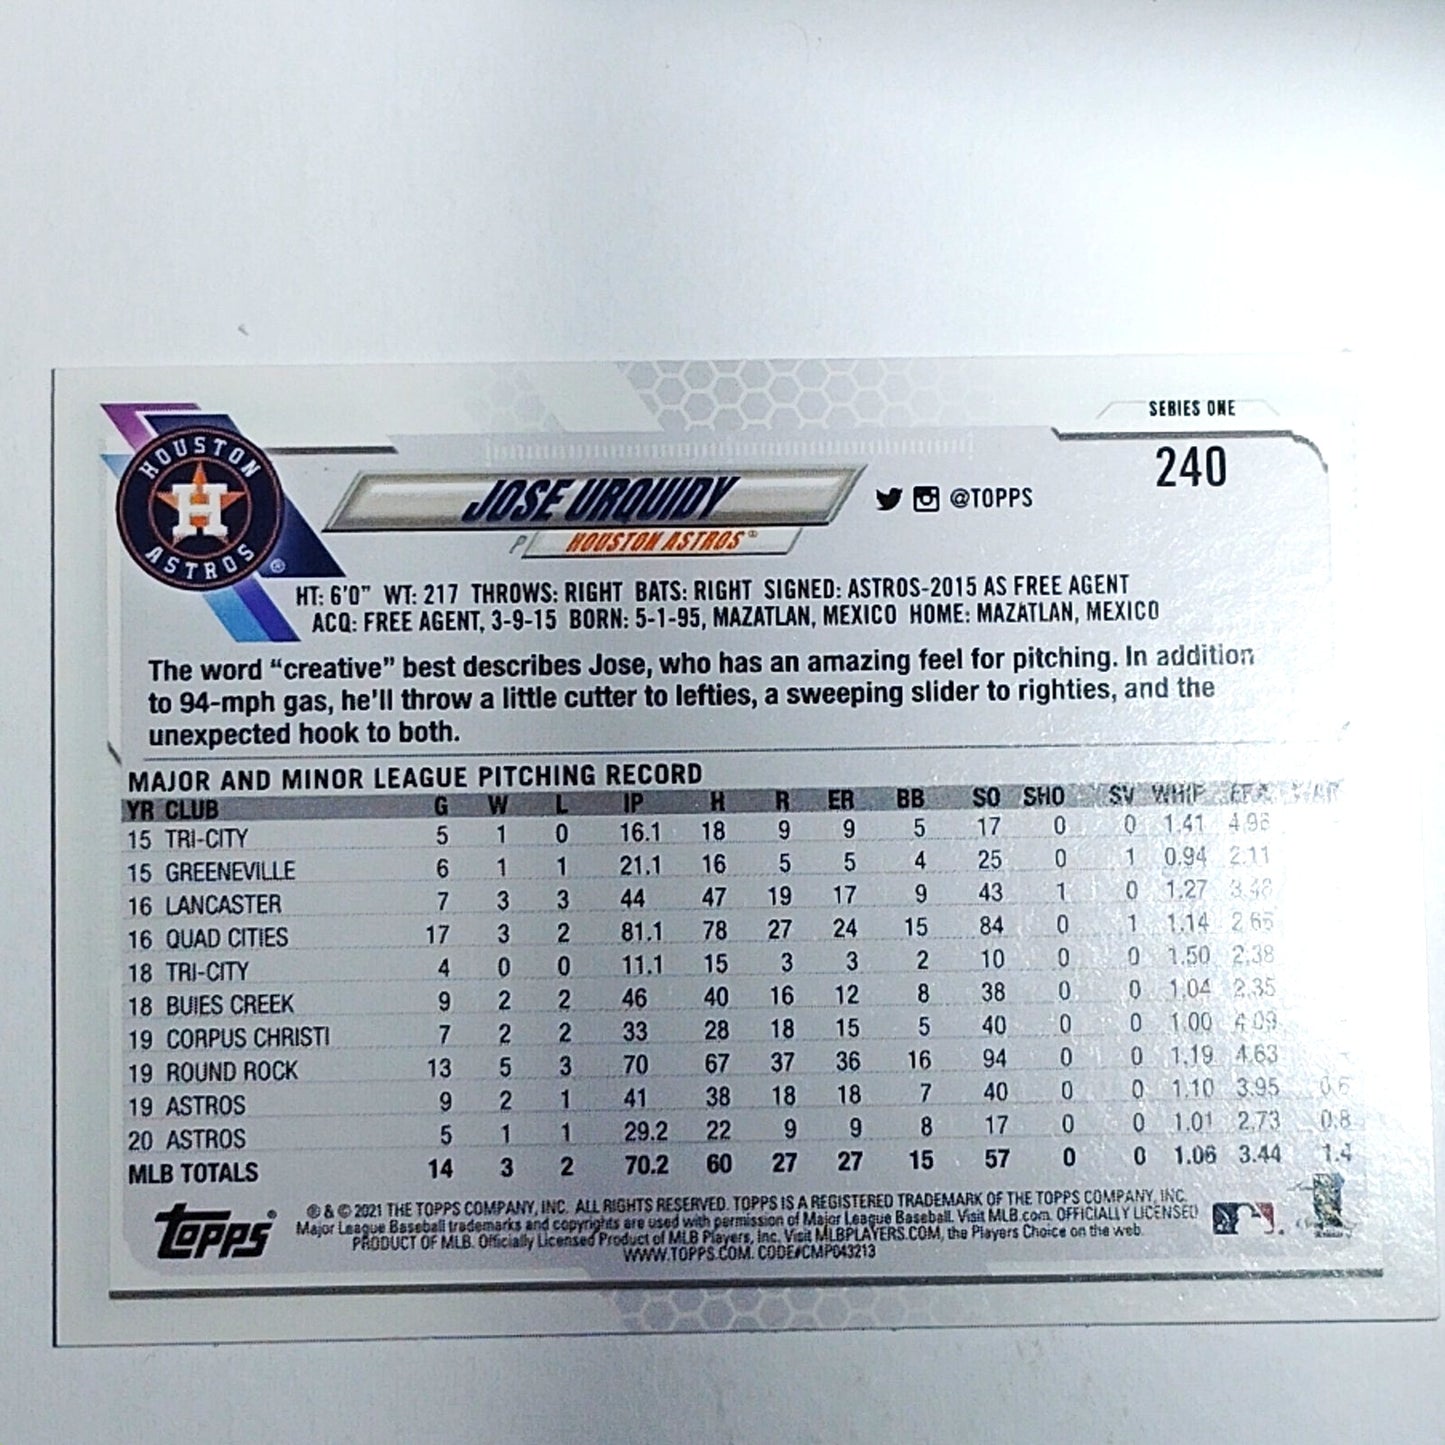 SERIES ONE
240
HOUSTON ASTROS ®
JOSE URQUIDY
@TOPPS
P HOUSTON ASTROS®
HT: 6'0" WT: 217 THROWS: RIGHT BATS: RIGHT SIGNED: ASTROS-2015 AS FREE AGENT
ACQ: FREE AGENT, 3-9-15 BORN: 5-1-95, MAZATLAN, MEXICO HOME: MAZATLAN, MEXICO
The word “creative” best describes Jose, who has an amazing feel for pitching. In addition
to 94-mph gas, he'll throw a little cutter to lefties, a sweeping slider to righties, and the
unexpected hook to both.
MAJOR AND MINOR LEAGUE PITCHING RECORD
YR CLUB G W L IP H R ER BB SO SHO SV WHIP ERA WAR
15 TRI-CITY 5 1 0 16.1 18 9 9 5 17 0 0 1.41 4.96
15 GREENEVILLE 6 1 1 21.1 16 5 5 4 25 0 1 0.94 2.11
16 LANCASTER 7 3 3 44 47 19 17 9 43 1 0 1.27 3.48
16 QUAD CITIES 17 3 2 81.1 78 27 24 15 84 0 1 1.14 2.66
18 TRI-CITY 4 0 0 11.1 15 3 3 2 10 0 0 1.50 2.38
18 BUIES CREEK 9 2 2 46 40 16 12 8 38 0 0 1.04 2.35
19 CORPUS CHRISTI 7 2 2 33 28 18 15 5 40 0 0 1.00 4.09
19 ROUND ROCK 13 5 3 70 67 37 36 16 94 0 0 1.19 4.63
19 ASTROS 9 2 1 41 38 18 18 7 40 0 0 1.10 3.95 0.6
20 ASTROS 5 1 1 29.2 22 9 9 8 17 0 0 1.01 2.73 0.8
MLB TOTALS 14 3 2 70.2 60 27 27 15 57 0 0 1.06 3.44 1.4
TOPPS®
® & © 2021 THE TOPPS COMPANY, INC. ALL RIGHTS RESERVED. TOPPS IS A REGISTERED TRADEMARK OF THE TOPPS COMPANY, INC.
Major League Baseball trademarks and copyrights are used with permission of Major League Baseball. Visit MLB.com. OFFICIALLY LICENSED
PRODUCT OF MLB. Officially Licensed Product of MLB Players, Inc. Visit MLBPLAYERS.COM, the Players Choice on the web.
WWW.TOPPS.COM. CODE#CMP043213